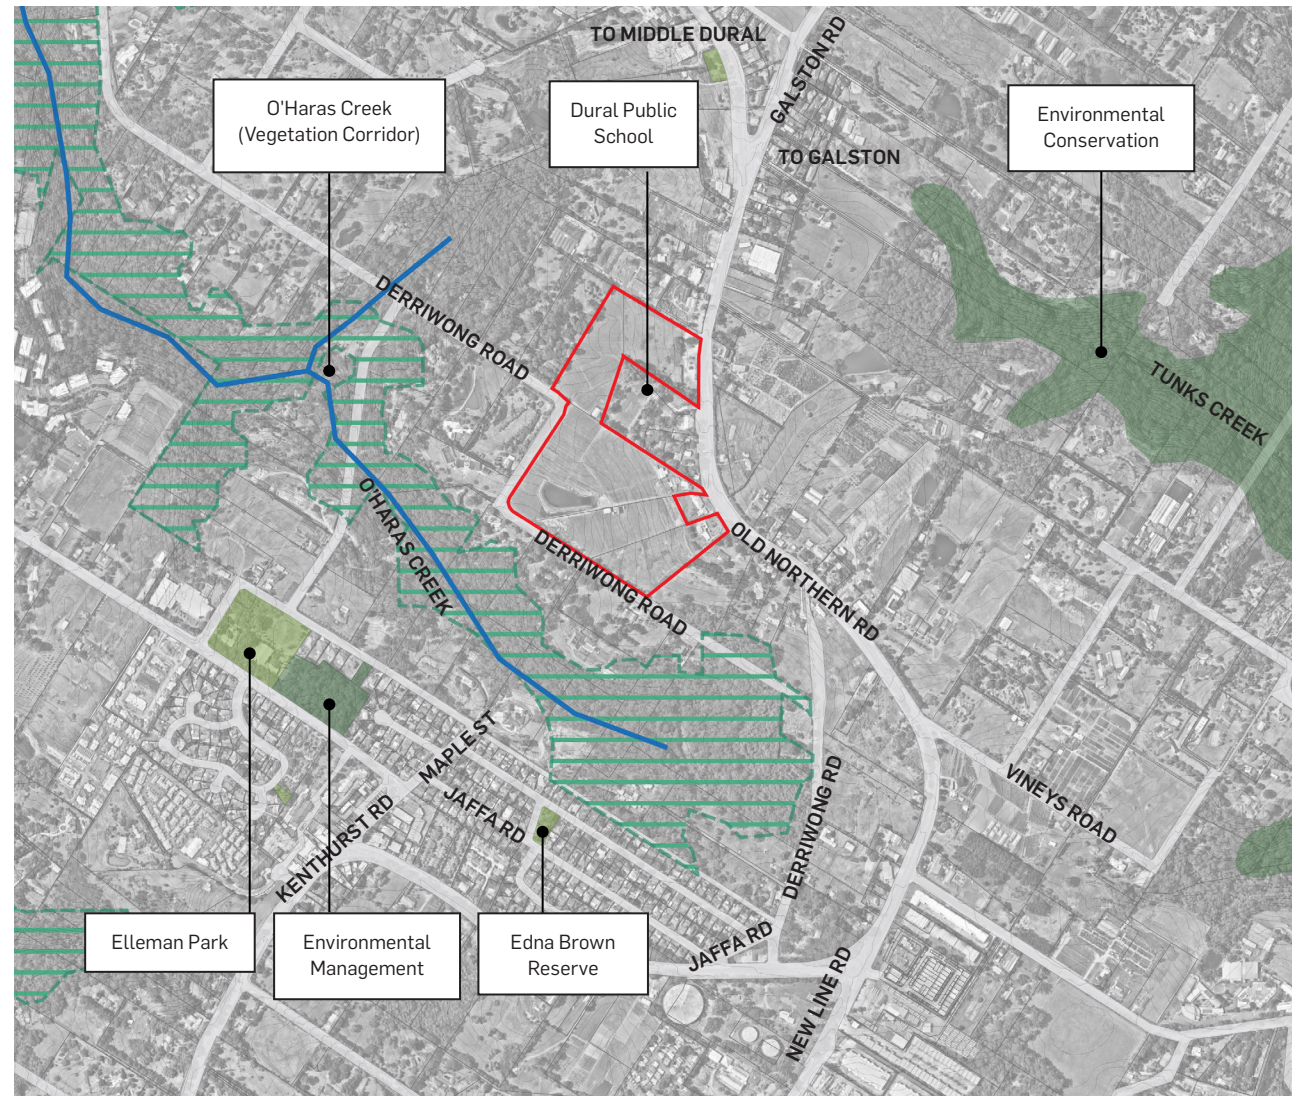 TO MIDDLE DURAL
GALSTON RD
O'Haras Creek
(Vegetation Corridor)
Dural Public
School
Environmental
Conservation
TO GALSTON
DERRIWONG ROAD
TUNKS CREEK
O'HARAS CREEK
DERRIWONG ROAD
OLD NORTHERN RD
MAPLE ST
JAFFA RD
KENTHURST RD
DERRIWONG RD
VINEYS ROAD
Elleman Park
Environmental
Management
Edna Brown
Reserve
JAFFA RD
NEW LINE RD